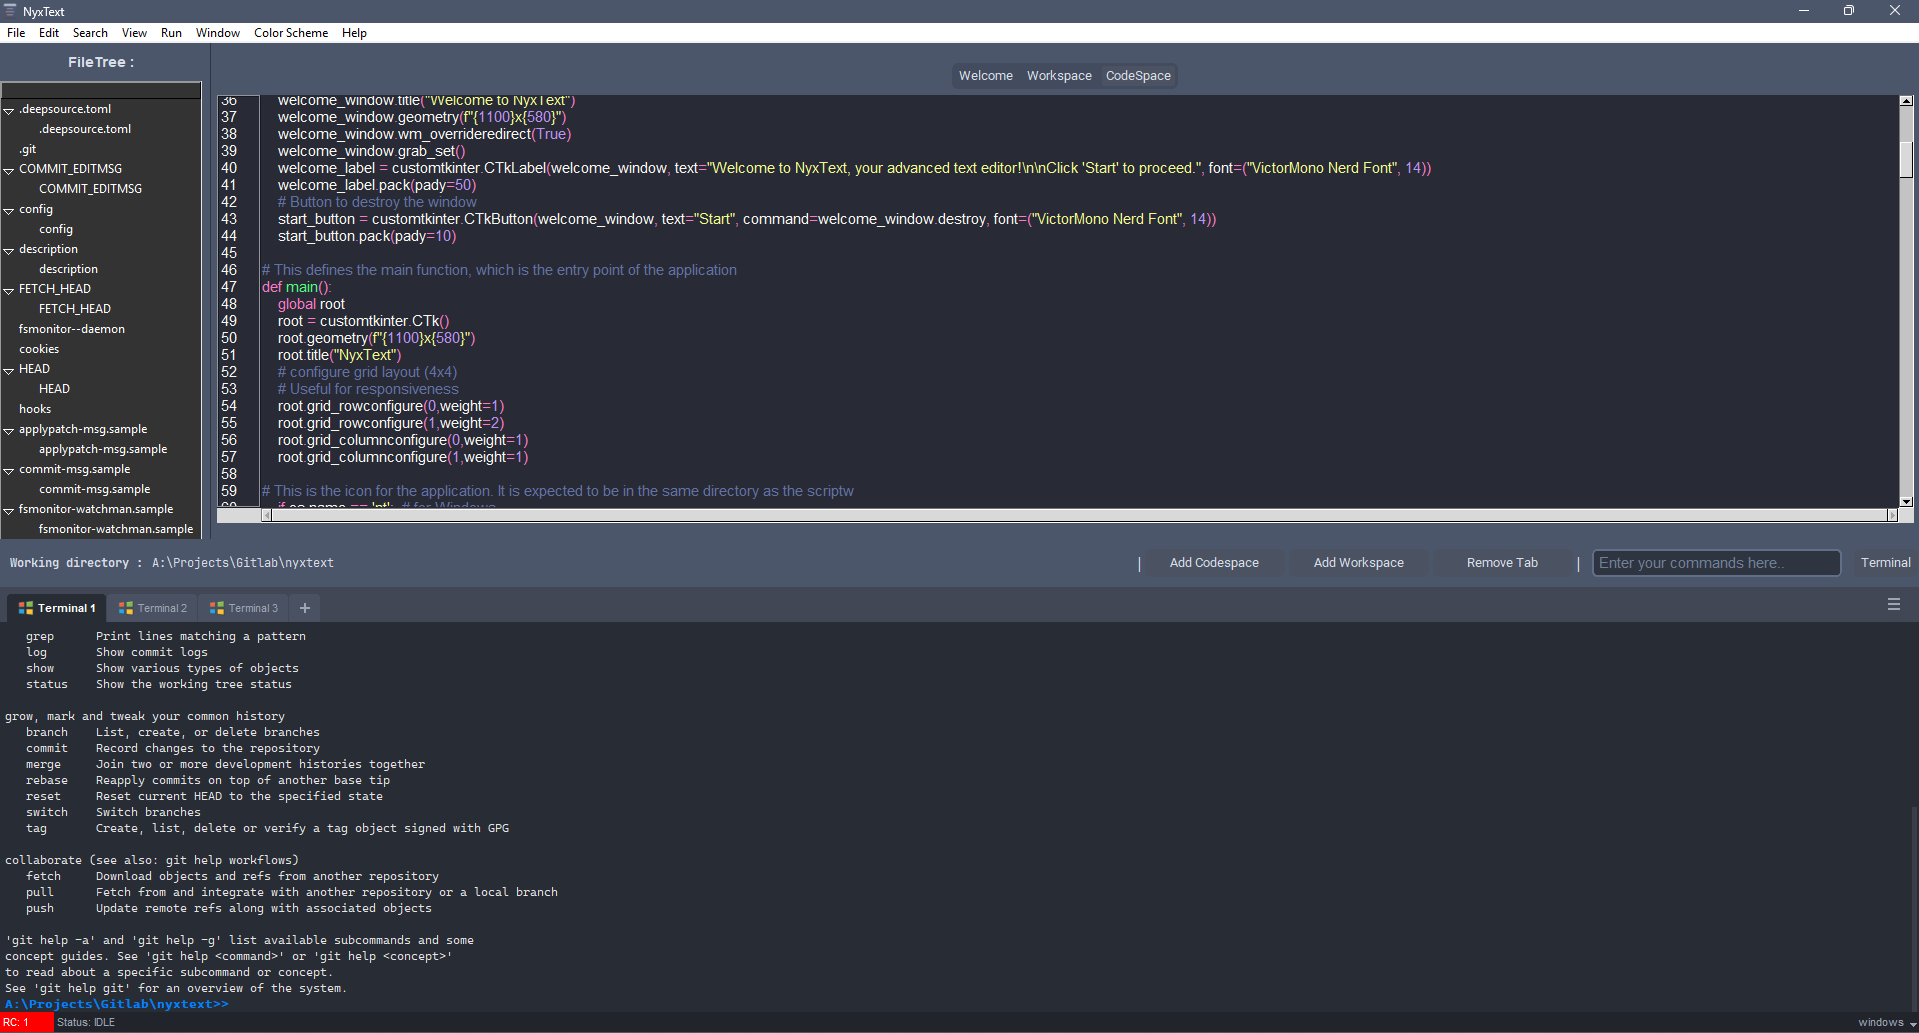 NyxText
File Edit Search View Run Window Color Scheme Help
FileTree :
.deepsource.toml
.deepsource.toml
.git
COMMIT_EDITMSG
COMMIT_EDITMSG
config
config
description
description
FETCH_HEAD
FETCH_HEAD
fsmonitor--daemon
cookies
HEAD
HEAD
hooks
applypatch-msg.sample
applypatch-msg.sample
commit-msg.sample
commit-msg.sample
fsmonitor-watchman.sample
fsmonitor-watchman.sample
Welcome Workspace CodeSpace
36 welcome_window.title("Welcome to NyxText")
37 welcome_window.geometry(f"{1100}x{580}")
38 welcome_window.wm_overrideredirect(True)
39 welcome_window.grab_set()
40 welcome_label = customtkinter.CTkLabel(welcome_window, text="Welcome to NyxText, your advanced text editor!\n\nClick 'Start' to proceed.", font=("VictorMono Nerd Font", 14))
41 welcome_label.pack(pady=50)
42 # Button to destroy the window
43 start_button = customtkinter.CTkButton(welcome_window, text="Start", command=welcome_window.destroy, font=("VictorMono Nerd Font", 14))
44 start_button.pack(pady=10)
45
46 # This defines the main function, which is the entry point of the application
47 def main():
48 global root
49 root = customtkinter.CTk()
50 root.geometry(f"{1100}x{580}")
51 root.title("NyxText")
52 # configure grid layout (4x4)
53 # Useful for responsiveness
54 root.grid_rowconfigure(0,weight=1)
55 root.grid_rowconfigure(1,weight=2)
56 root.grid_columnconfigure(0,weight=1)
57 root.grid_columnconfigure(1,weight=1)
58
59 # This is the icon for the application. It is expected to be in the same directory as the scriptw
60 if os.name == 'nt': # for Windows
Working directory : A:\Projects\Gitlab\nyxtext
| Add Codespace Add Workspace Remove Tab | Enter your commands here.. Terminal
Terminal 1 Terminal 2 Terminal 3 +
grep Print lines matching a pattern
log Show commit logs
show Show various types of objects
status Show the working tree status
grow, mark and tweak your common history
branch List, create, or delete branches
commit Record changes to the repository
merge Join two or more development histories together
rebase Reapply commits on top of another base tip
reset Reset current HEAD to the specified state
switch Switch branches
tag Create, list, delete or verify a tag object signed with GPG
collaborate (see also: git help workflows)
fetch Download objects and refs from another repository
pull Fetch from and integrate with another repository or a local branch
push Update remote refs along with associated objects
'git help -a' and 'git help -g' list available subcommands and some
concept guides. See 'git help <command>' or 'git help <concept>'
to read about a specific subcommand or concept.
See 'git help git' for an overview of the system.
A:\Projects\Gitlab\nyxtext>>
RC: 1 Status: IDLE windows